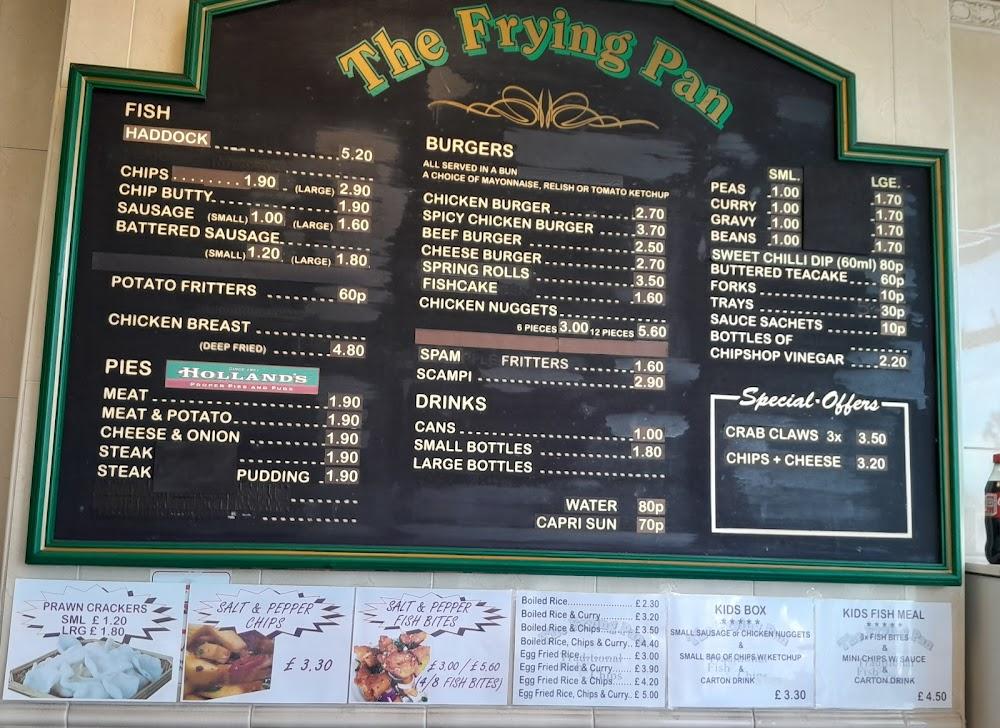 The Frying Pan
FISH
HADDOCK 5.20
CHIPS 1.90 (LARGE) 2.90
CHIP BUTTY 1.90
SAUSAGE (SMALL) 1.00 (LARGE) 1.60
BATTERED SAUSAGE
(SMALL) 1.20 (LARGE) 1.80
POTATO FRITTERS 60p
CHICKEN BREAST
(DEEP FRIED) 4.80
PIES SINCE 1851 HOLLAND'S PROPER PIES AND PUDS
MEAT 1.90
MEAT & POTATO 1.90
CHEESE & ONION 1.90
STEAK 1.90
STEAK PUDDING 1.90
BURGERS
ALL SERVED IN A BUN
A CHOICE OF MAYONNAISE, RELISH OR TOMATO KETCHUP
CHICKEN BURGER 2.70
SPICY CHICKEN BURGER 3.70
BEEF BURGER 2.50
CHEESE BURGER 2.70
SPRING ROLLS 3.50
FISHCAKE 1.60
CHICKEN NUGGETS
6 PIECES 3.00 12 PIECES 5.60
SPAM FRITTERS 1.60
SCAMPI 2.90
DRINKS
CANS 1.00
SMALL BOTTLES 1.80
LARGE BOTTLES
WATER 80p
CAPRI SUN 70p
SML. LGE.
PEAS 1.00 1.70
CURRY 1.00 1.70
GRAVY 1.00 1.70
BEANS 1.00 1.70
SWEET CHILLI DIP (60ml) 80p
BUTTERED TEACAKE 60p
FORKS 10p
TRAYS 30p
SAUCE SACHETS 10p
BOTTLES OF
CHIPSHOP VINEGAR 2.20
Special Offers
CRAB CLAWS 3x 3.50
CHIPS + CHEESE 3.20
PRAWN CRACKERS
SML £ 1.20
LRG £ 1.80
SALT & PEPPER
CHIPS
£ 3.30
SALT & PEPPER
FISH BITES
£ 3.00 / £ 5.60
(4/8 FISH BITES)
Boiled Rice £ 2.30
Boiled Rice & Curry £ 3.20
Boiled Rice & Chips £ 3.50
Boiled Rice, Chips & Curry £4.40
Egg Fried Rice £ 3.00
Egg Fried Rice & Curry £ 3.90
Egg Fried Rice & Chips £ 4.20
Egg Fried Rice, Chips & Curry £ 5.00
KIDS BOX
*****
SMALL SAUSAGE or CHICKEN NUGGETS
&
SMALL BAG OF CHIPS W/ KETCHUP
&
CARTON DRINK
£ 3.30
KIDS FISH MEAL
*****
3x FISH BITES
&
MINI CHIPS W/ SAUCE
&
CARTON DRINK
£ 4.50